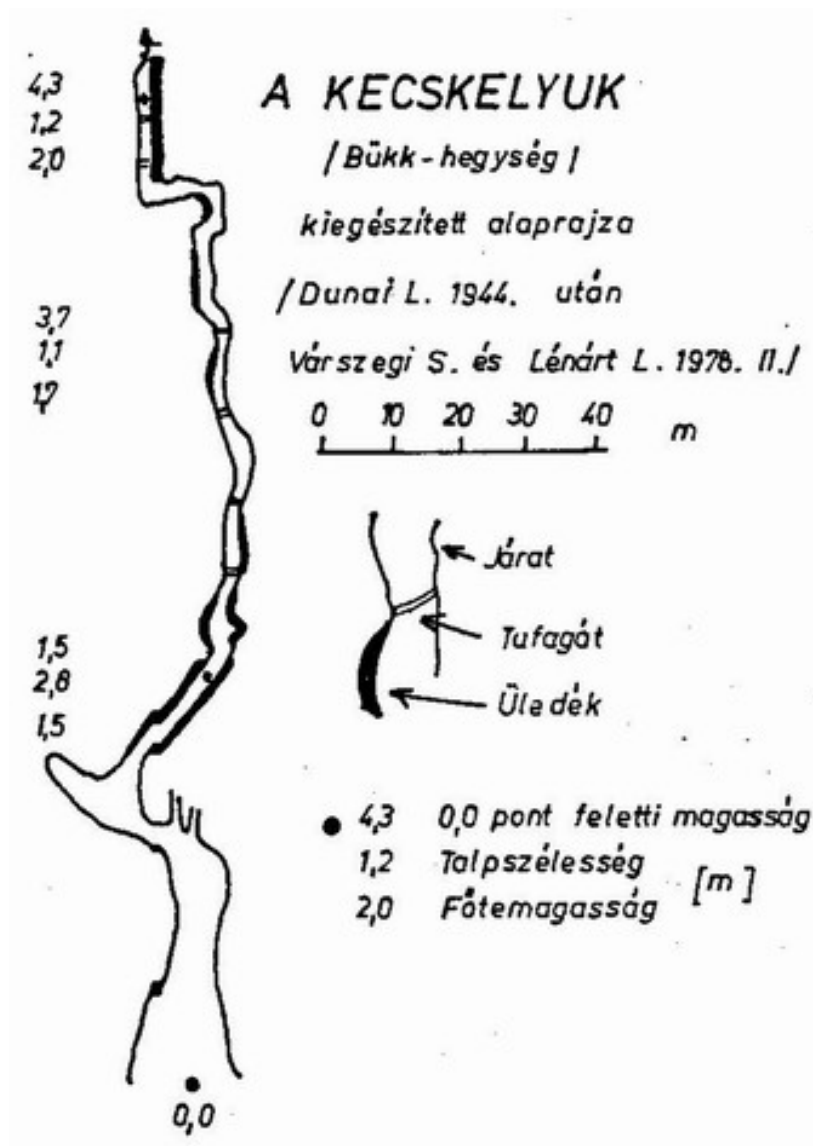 4,3
1,2
2,0
A KECSKELYUK
/Bükk-hegység/
kiegészített alaprajza
/Dunai L. 1944. után
Várszegi S. és Lénárt L. 1978. II./
3,7
1,1
1,7
0 10 20 30 40 m
Járat
Tufagát
Üledék
1,5
2,8
1,5
4,3 0,0 pont feletti magasság
1,2 Talpszélesség [m]
2,0 Főtemagasság
0,0